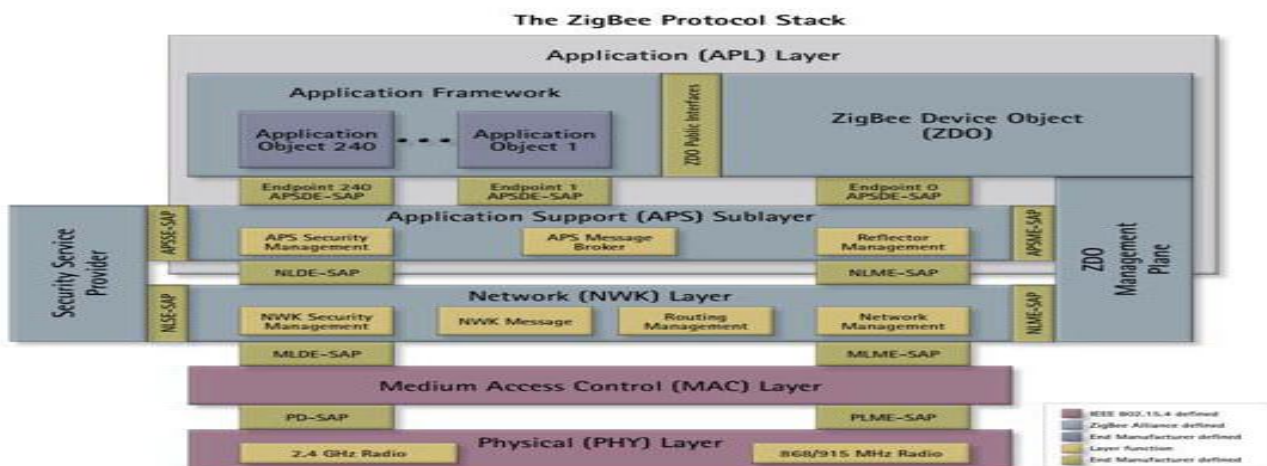 The ZigBee Protocol Stack
Application (APL) Layer
Application Framework
Application
Object 240
Application
Object 1
ZDO Public Interfaces
ZigBee Device Object
(ZDO)
Endpoint 240
APSDE-SAP
Endpoint 1
APSDE-SAP
Endpoint 0
APSDE-SAP
Security Service
Provider
APSSE-SAP
Application Support (APS) Sublayer
APS Security
Management
APS Message
Broker
Reflector
Management
APSME-SAP
ZDO
Management
Plane
NLDE-SAP
NLME-SAP
NLSE-SAP
Network (NWK) Layer
NWK Security
Management
NWK Message
Routing
Management
Network
Management
NLME-SAP
MLDE-SAP
MLME-SAP
Medium Access Control (MAC) Layer
PD-SAP
PLME-SAP
Physical (PHY) Layer
2.4 GHz Radio
868/915 MHz Radio
IEEE 802.15.4 defined
ZigBee Alliance defined
End Manufacturer defined
Layer function
End Manufacturer defined